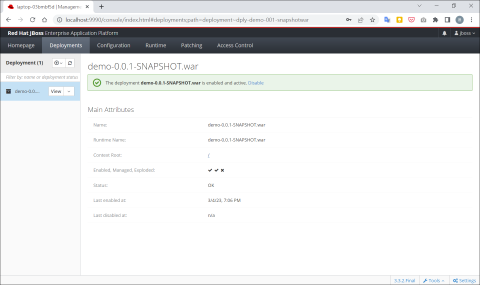 laptop-03bmbf5t | Managem
localhost:9990/console/index.html#deployments;path=deployment~dply-demo-001-snapshotwar
Red Hat JBoss Enterprise Application Platform
jboss
Homepage Deployments Configuration Runtime Patching Access Control
Deployment (1)
filter by: name or deployment status
demo-0.0....
View
demo-0.0.1-SNAPSHOT.war
The deployment demo-0.0.1-SNAPSHOT.war is enabled and active. Disable
Main Attributes
Name: demo-0.0.1-SNAPSHOT.war
Runtime Name: demo-0.0.1-SNAPSHOT.war
Context Root: /
Enabled, Managed, Exploded:
Status: OK
Last enabled at: 3/4/23, 7:06 PM
Last disabled at: n/a
3.3.2.Final Tools Settings